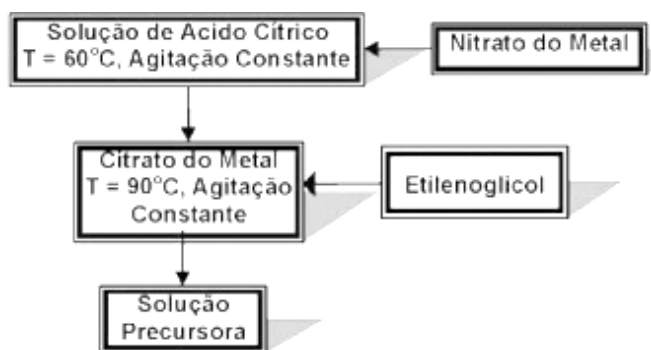 Solução de Acido Cítrico
T = 60°C, Agitação Constante
Nitrato do Metal
Citrato do Metal
T = 90°C, Agitação
Constante
Etilenoglicol
Solução
Precursora